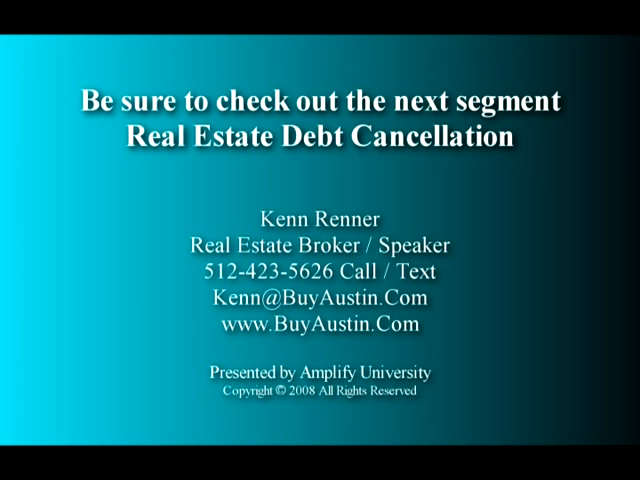 Be sure to check out the next segment
Real Estate Debt Cancellation
Kenn Renner
Real Estate Broker / Speaker
512-423-5626 Call / Text
Kenn@BuyAustin.Com
www.BuyAustin.Com
Presented by Amplify University
Copyright © 2008 All Rights Reserved